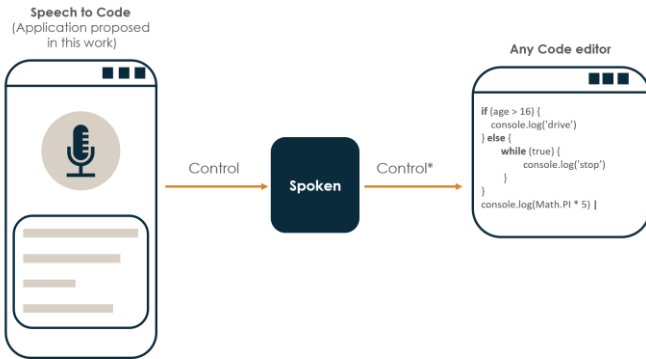 Speech to Code
(Application proposed
in this work)
Control
Spoken
Control*
Any Code editor
if (age > 16) {
console.log('drive')
} else {
while (true) {
console.log('stop')
}
}
console.log(Math.PI * 5) |